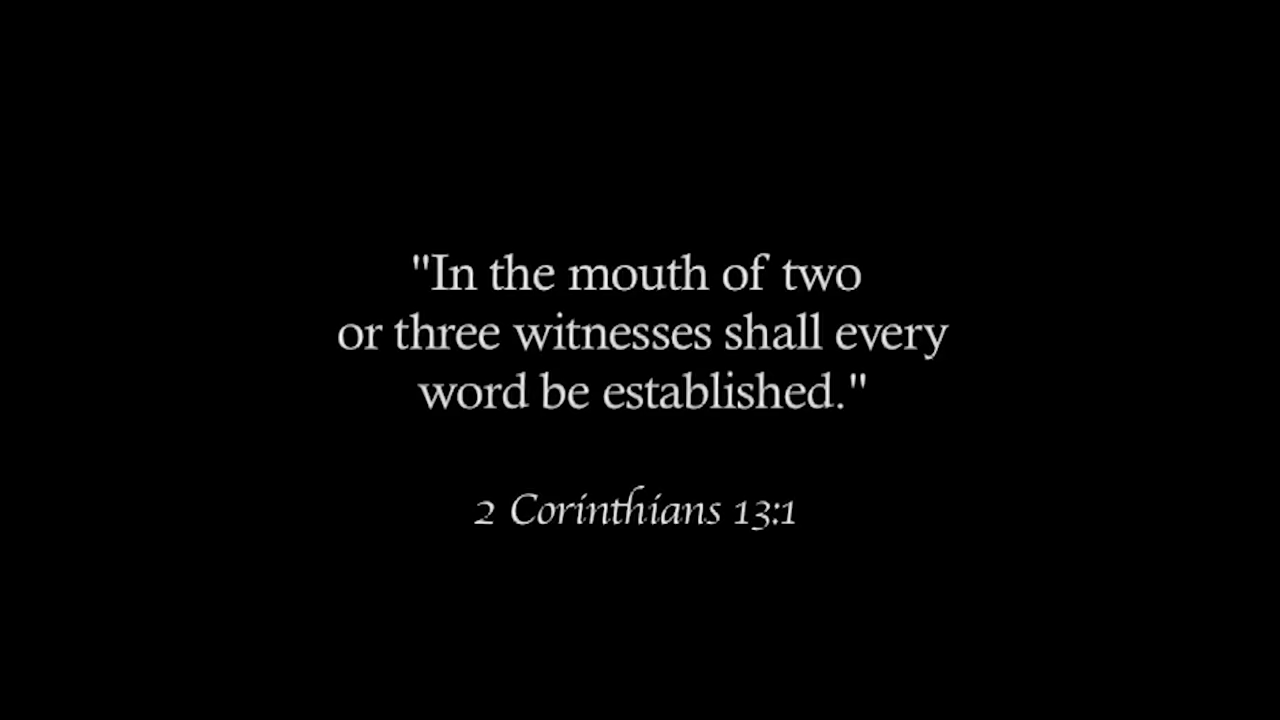 "In the mouth of two
or three witnesses shall every
word be established."
2 Corinthians 13:1